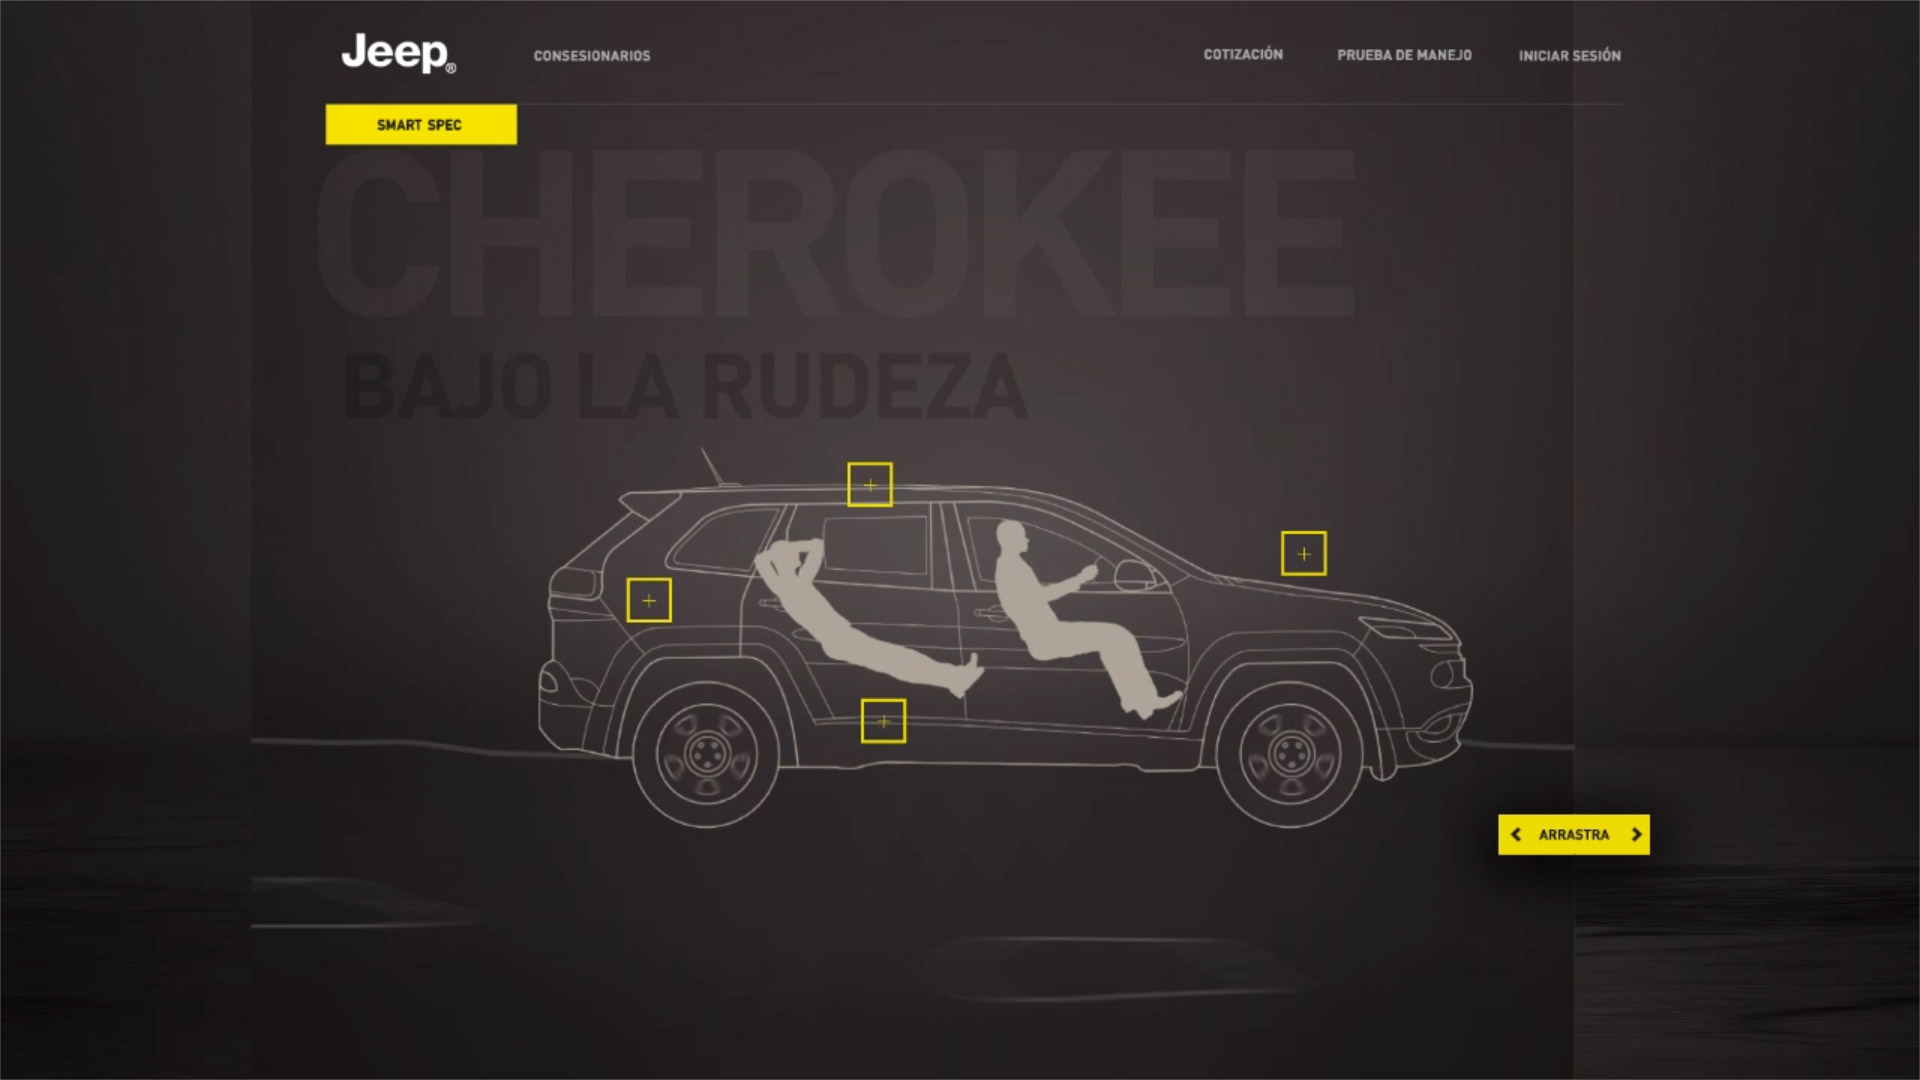 Jeep®
CONSESIONARIOS
COTIZACIÓN
PRUEBA DE MANEJO
INICIAR SESIÓN
SMART SPEC
CHEROKEE
BAJO LA RUDEZA
ARRASTRA